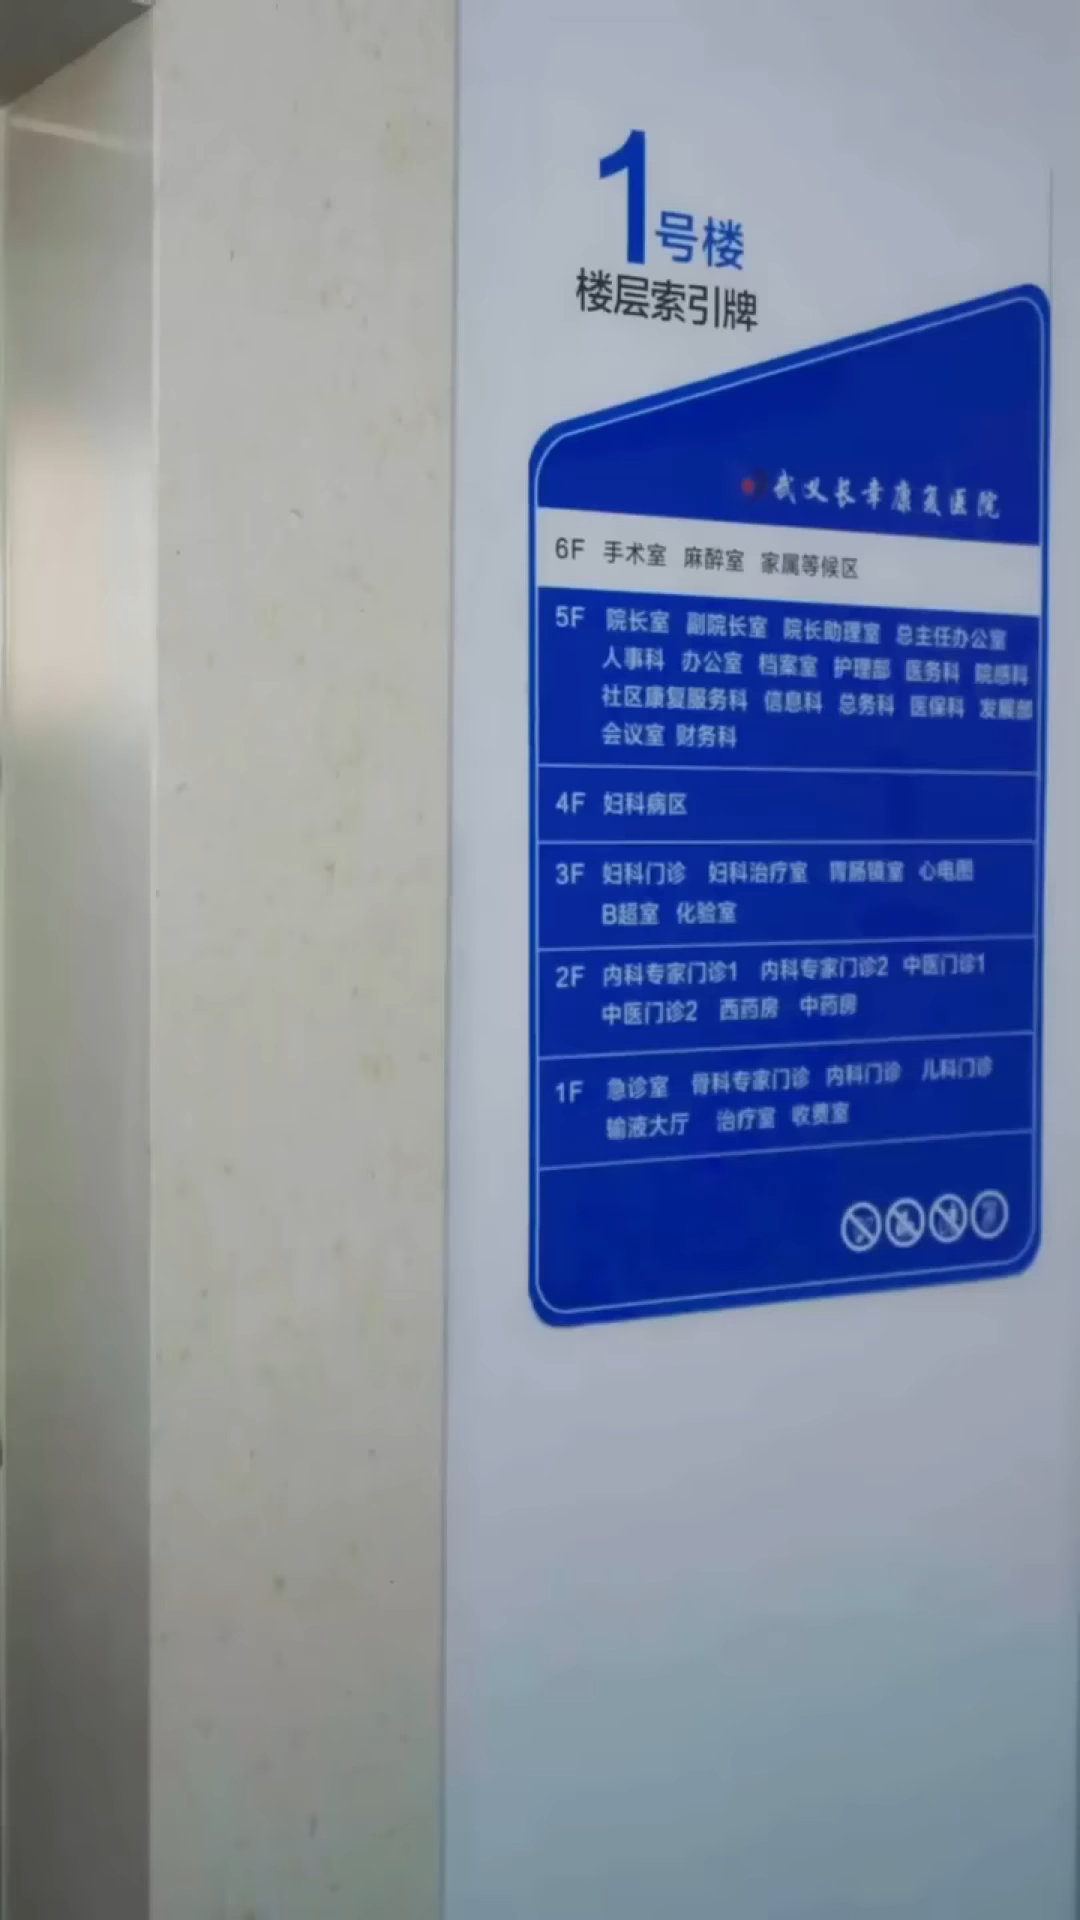 1号楼
楼层索引牌
武义长幸康复医院
6F 手术室 麻醉室 家属等候区
5F 院长室 副院长室 院长助理室 总主任办公室
人事科 办公室 档案室 护理部 医务科 院感科
社区康复服务科 信息科 总务科 医保科 发展部
会议室 财务科
4F 妇科病区
3F 妇科门诊 妇科治疗室 胃肠镜室 心电图
B超室 化验室
2F 内科专家门诊1 内科专家门诊2 中医门诊1
中医门诊2 西药房 中药房
1F 急诊室 骨科专家门诊 内科门诊 儿科门诊
输液大厅 治疗室 收费室